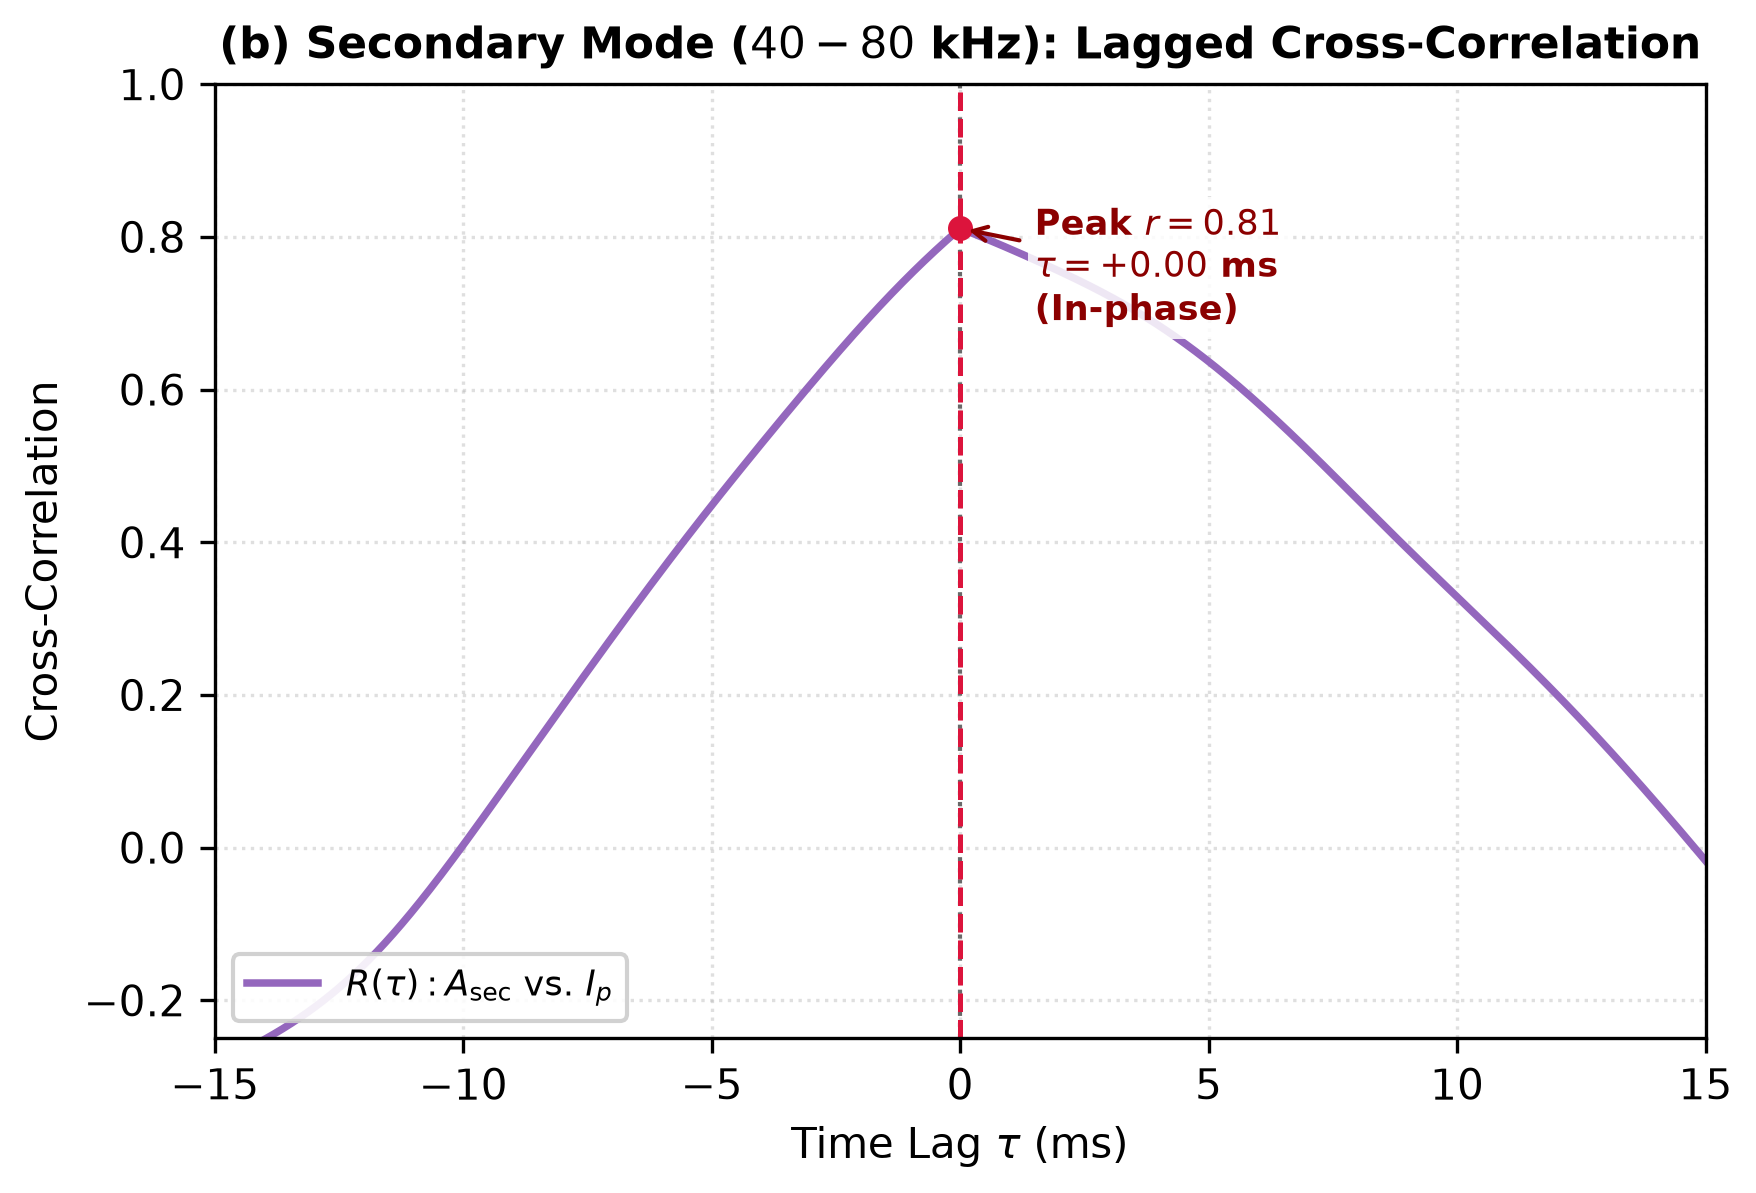 (b) Secondary Mode (40 − 80 kHz): Lagged Cross-Correlation
1.0
0.8
0.6
0.4
0.2
0.0
−0.2
Cross-Correlation
Peak r = 0.81
τ = +0.00 ms
(In-phase)
R(τ) : A_sec vs. I_p
−15
−10
−5
0
5
10
15
Time Lag τ (ms)